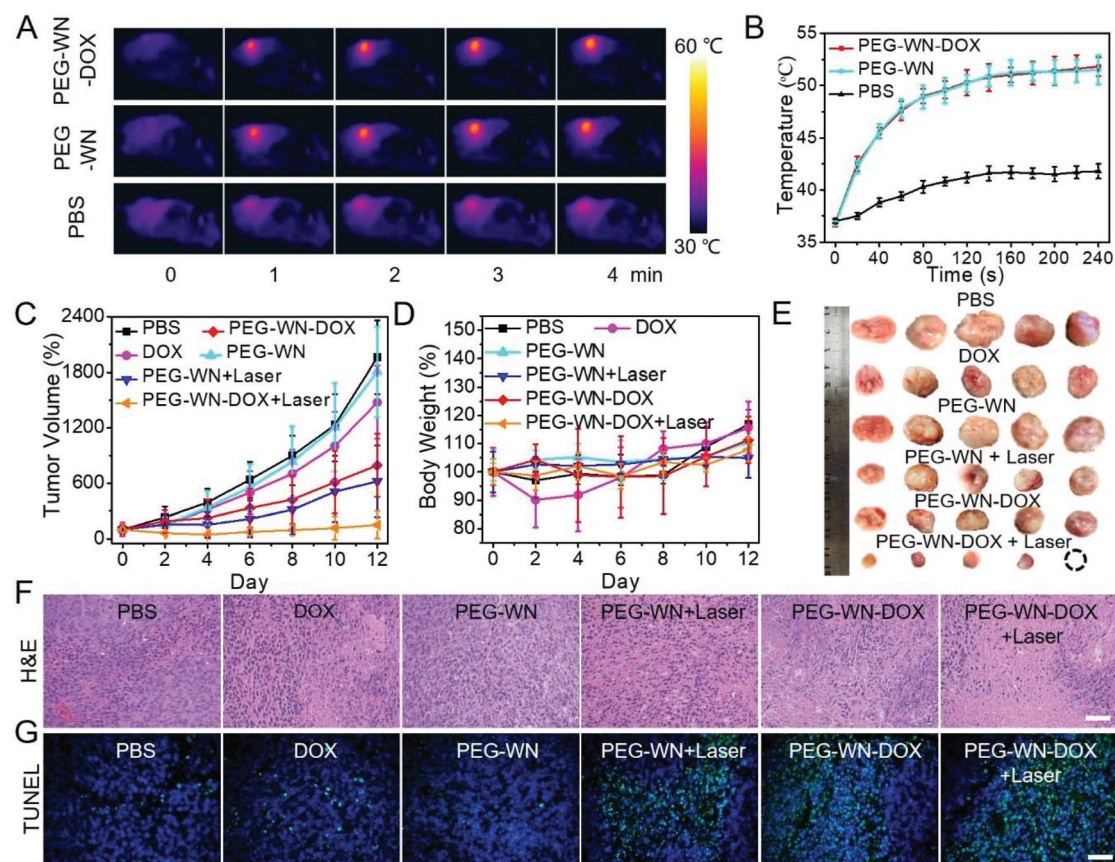 A
PEG-WN
-DOX
PEG
-WN
PBS
60 ℃
30 ℃
0 1 2 3 4 min
B
Temperature (℃)
55
50
45
40
35
PEG-WN-DOX
PEG-WN
PBS
0 40 80 120 160 200 240
Time (s)
C
Tumor Volume (%)
2400
1800
1200
600
0
PBS
PEG-WN-DOX
DOX
PEG-WN
PEG-WN+Laser
PEG-WN-DOX+Laser
0 2 4 6 8 10 12
Day
D
Body Weight (%)
150
140
130
120
110
100
90
80
PBS
DOX
PEG-WN
PEG-WN+Laser
PEG-WN-DOX
PEG-WN-DOX+Laser
0 2 4 6 8 10 12
Day
E
PBS
DOX
PEG-WN
PEG-WN + Laser
PEG-WN-DOX
PEG-WN-DOX + Laser
F
H&E
PBS
DOX
PEG-WN
PEG-WN+Laser
PEG-WN-DOX
PEG-WN-DOX
+Laser
G
TUNEL
PBS
DOX
PEG-WN
PEG-WN+Laser
PEG-WN-DOX
PEG-WN-DOX
+Laser